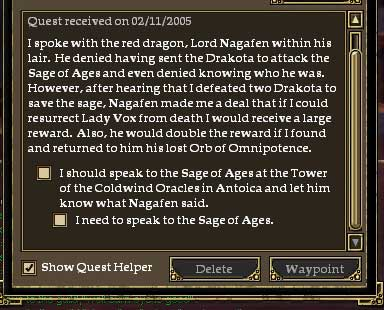 Quest received on 02/11/2005
I spoke with the red dragon, Lord Nagafen within his
lair. He denied having sent the Drakota to attack the
Sage of Ages and even denied knowing who he was.
However, after hearing that I defeated two Drakota to
save the sage, Nagafen made me a deal that if I could
resurrect Lady Vox from death I would receive a large
reward. Also, he would double the reward if I found
and returned to him his lost Orb of Omnipotence.
I should speak to the Sage of Ages at the Tower
of the Coldwind Oracles in Antoica and let him
know what Nagafen said.
I need to speak to the Sage of Ages.
Show Quest Helper
Delete
Waypoint